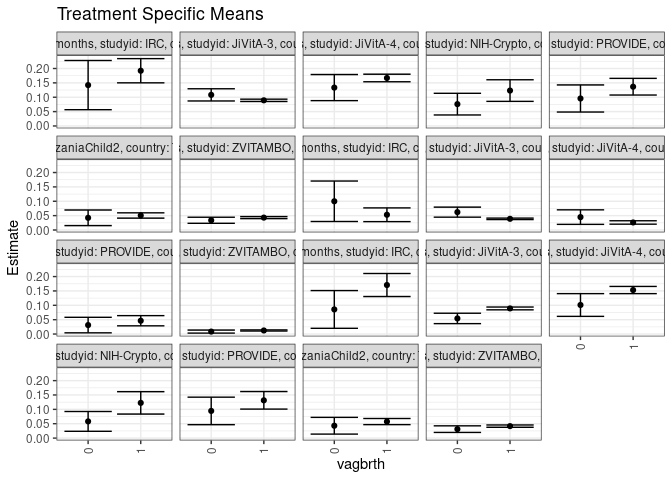 Treatment Specific Means
months, studyid: IRC, c
s, studyid: JiVitA-3, cou
s, studyid: JiVitA-4, cou
studyid: NIH-Crypto, c
studyid: PROVIDE, co
0.20
0.15
0.10
0.05
0.00
zaniaChild2, country:
studyid: ZVITAMBO,
months, studyid: IRC, c
studyid: JiVitA-3, cou
studyid: JiVitA-4, cou
0.20
0.15
0.10
0.05
0.00
studyid: PROVIDE, cou
studyid: ZVITAMBO, c
months, studyid: IRC, c
s, studyid: JiVitA-3, cou
s, studyid: JiVitA-4, cou
0.20
0.15
0.10
0.05
0.00
0 1
studyid: NIH-Crypto, co
studyid: PROVIDE, cou
zaniaChild2, country:
s, studyid: ZVITAMBO,
0.20
0.15
0.10
0.05
0.00
0 1 0 1 0 1 0 1
vagbrth
Estimate